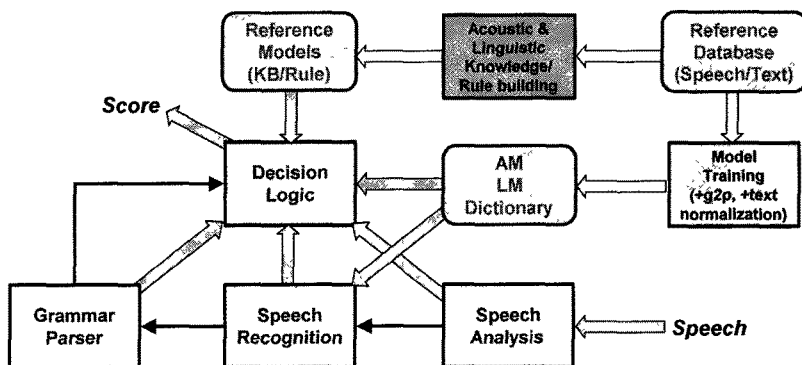 Reference
Models
(KB/Rule)
Acoustic &
Linguistic
Knowledge/
Rule building
Reference
Database
(Speech/Text)
Score
Decision
Logic
AM
LM
Dictionary
Model
Training
(+g2p, +text
normalization)
Grammar
Parser
Speech
Recognition
Speech
Analysis
Speech